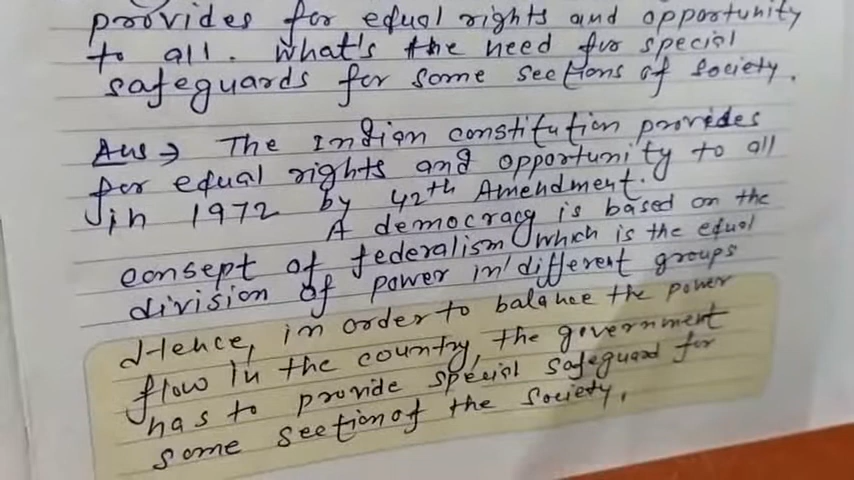 provides for equal rights and opportunity
to all. What's the need for special
safeguards for some sections of society.
Ans → The Indian constitution provides
for equal rights and opportunity to all
in 1972 by 42th Amendment.
A democracy is based on the
consept of federalism which is the equal
division of power in different groups
Hence, in order to balance the power
flow in the country, the government
has to provide special safeguard for
some section of the society.